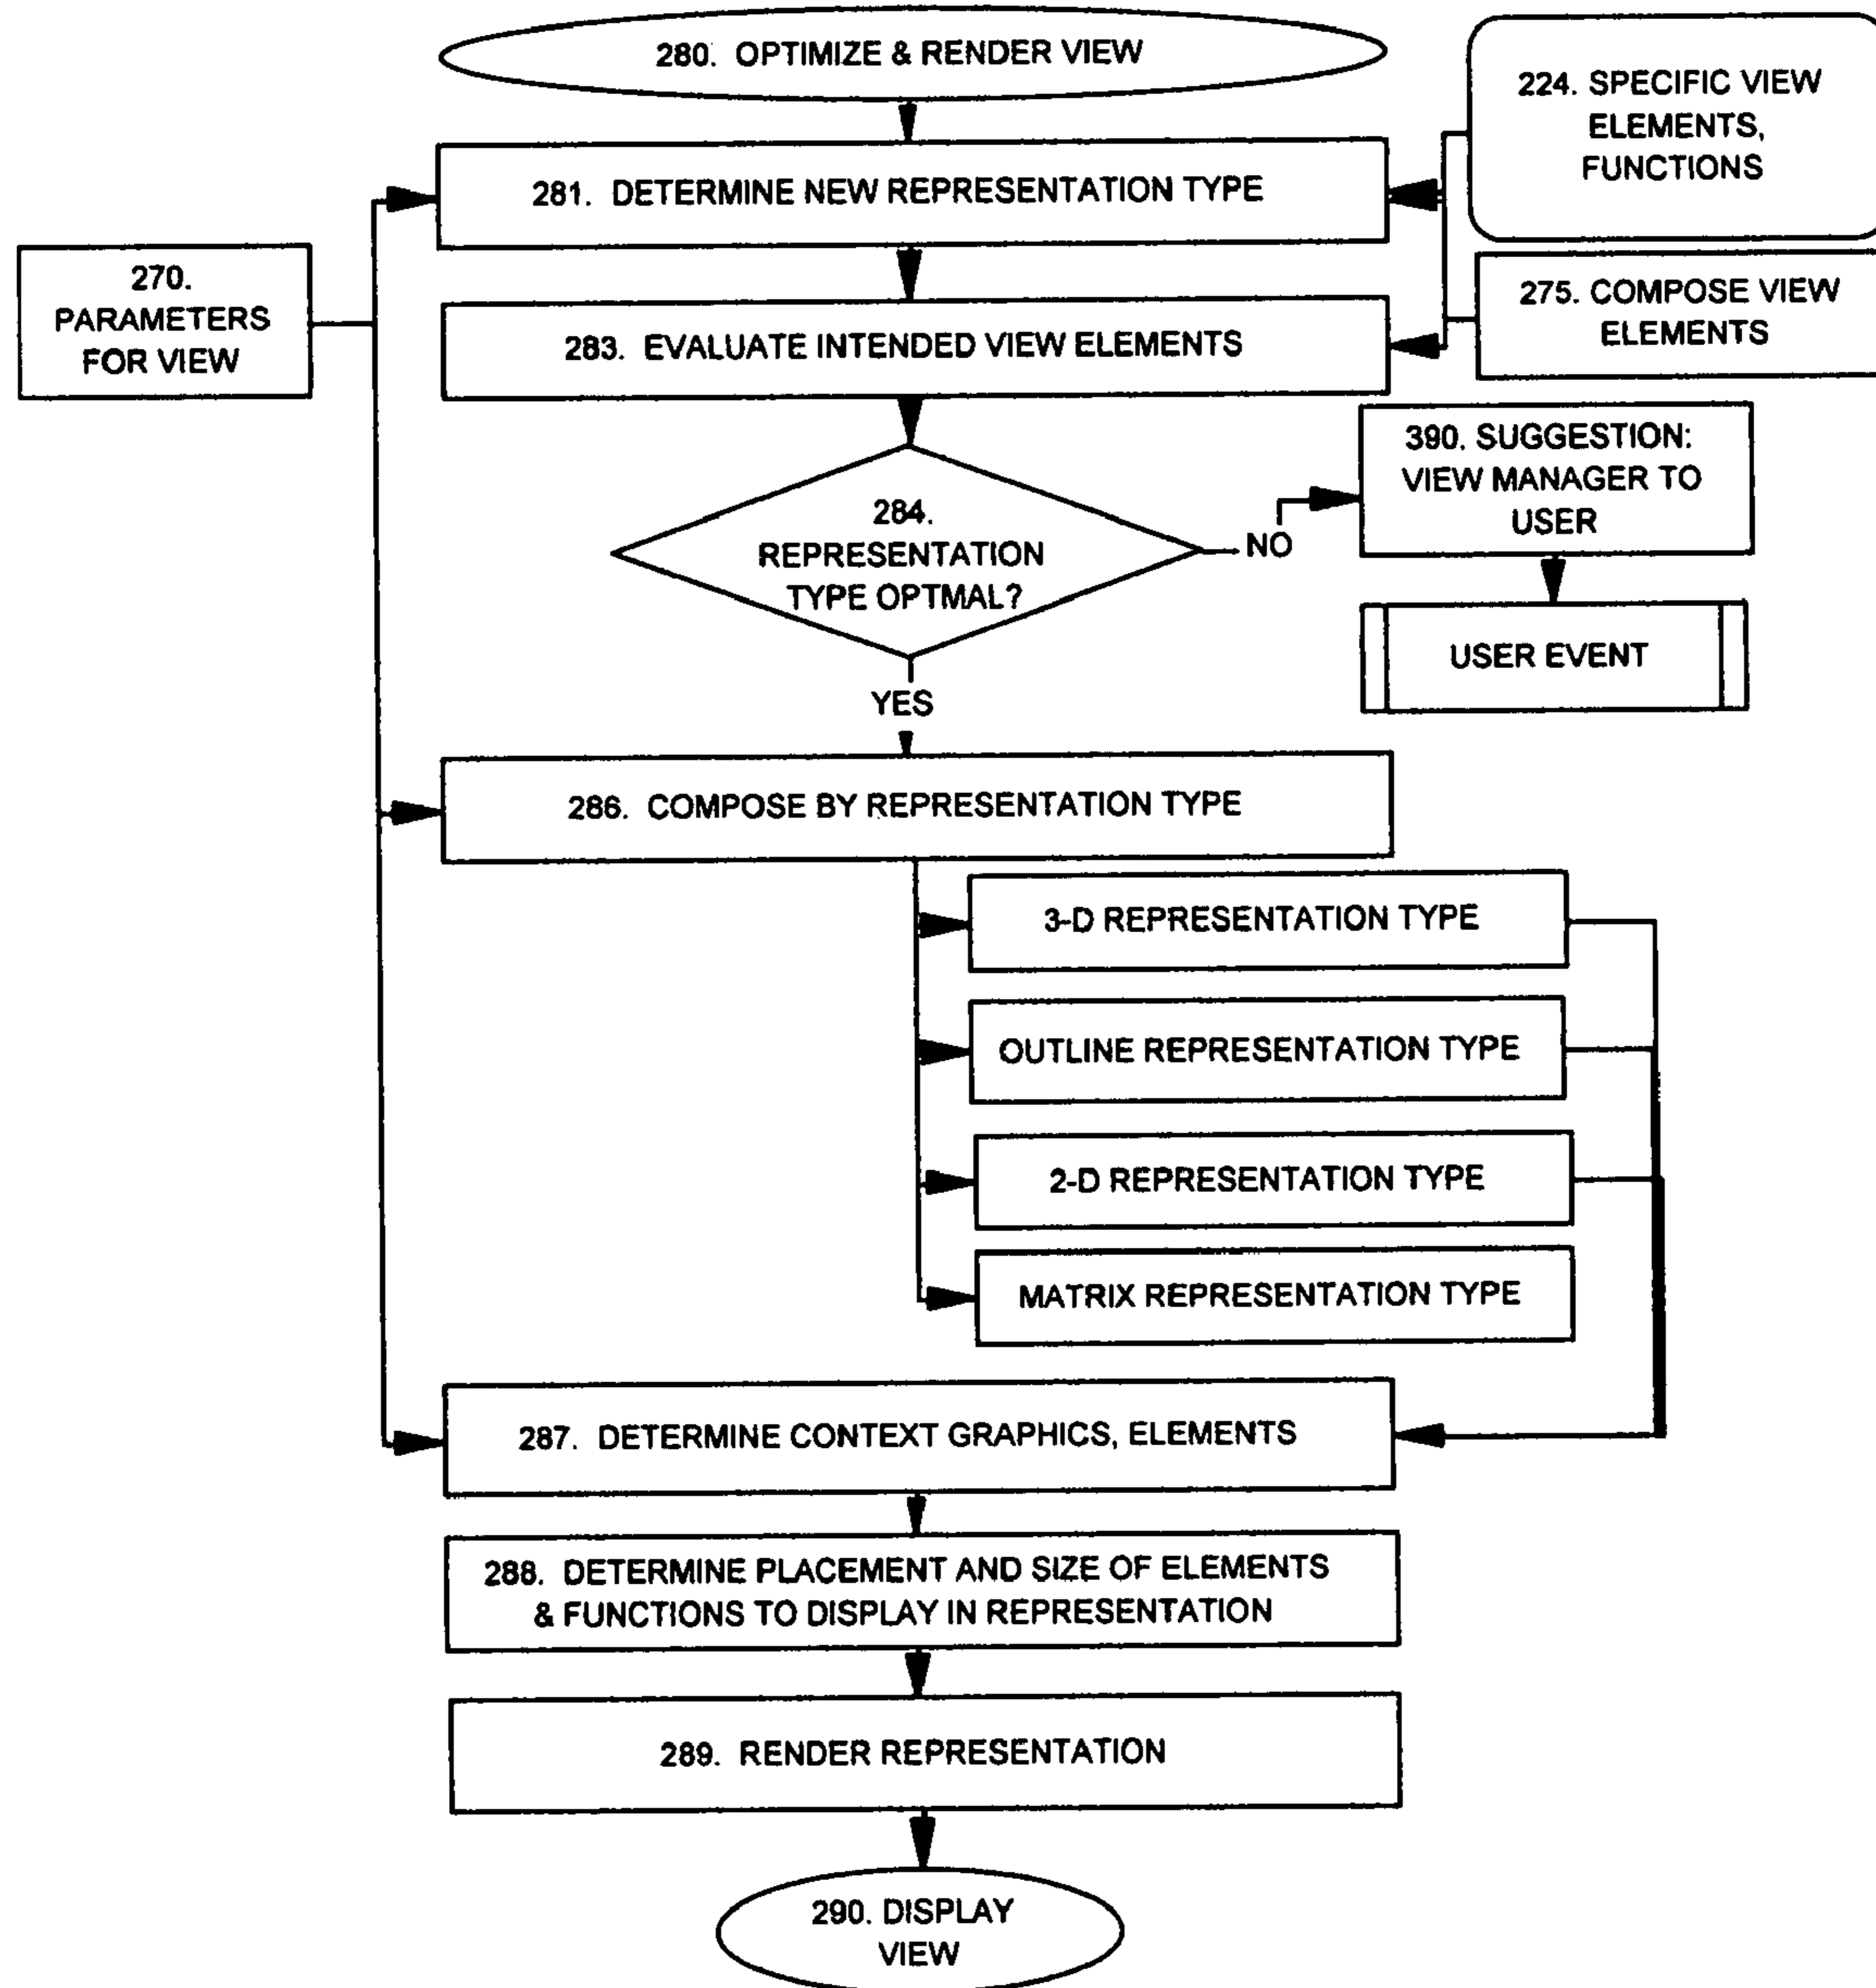 280. OPTIMIZE & RENDER VIEW
224. SPECIFIC VIEW
ELEMENTS,
FUNCTIONS
281. DETERMINE NEW REPRESENTATION TYPE
270.
PARAMETERS
FOR VIEW
275. COMPOSE VIEW
ELEMENTS
283. EVALUATE INTENDED VIEW ELEMENTS
390. SUGGESTION:
VIEW MANAGER TO
USER
284.
REPRESENTATION
TYPE OPTMAL?
NO
USER EVENT
YES
286. COMPOSE BY REPRESENTATION TYPE
3-D REPRESENTATION TYPE
OUTLINE REPRESENTATION TYPE
2-D REPRESENTATION TYPE
MATRIX REPRESENTATION TYPE
287. DETERMINE CONTEXT GRAPHICS, ELEMENTS
288. DETERMINE PLACEMENT AND SIZE OF ELEMENTS
& FUNCTIONS TO DISPLAY IN REPRESENTATION
289. RENDER REPRESENTATION
290. DISPLAY
VIEW